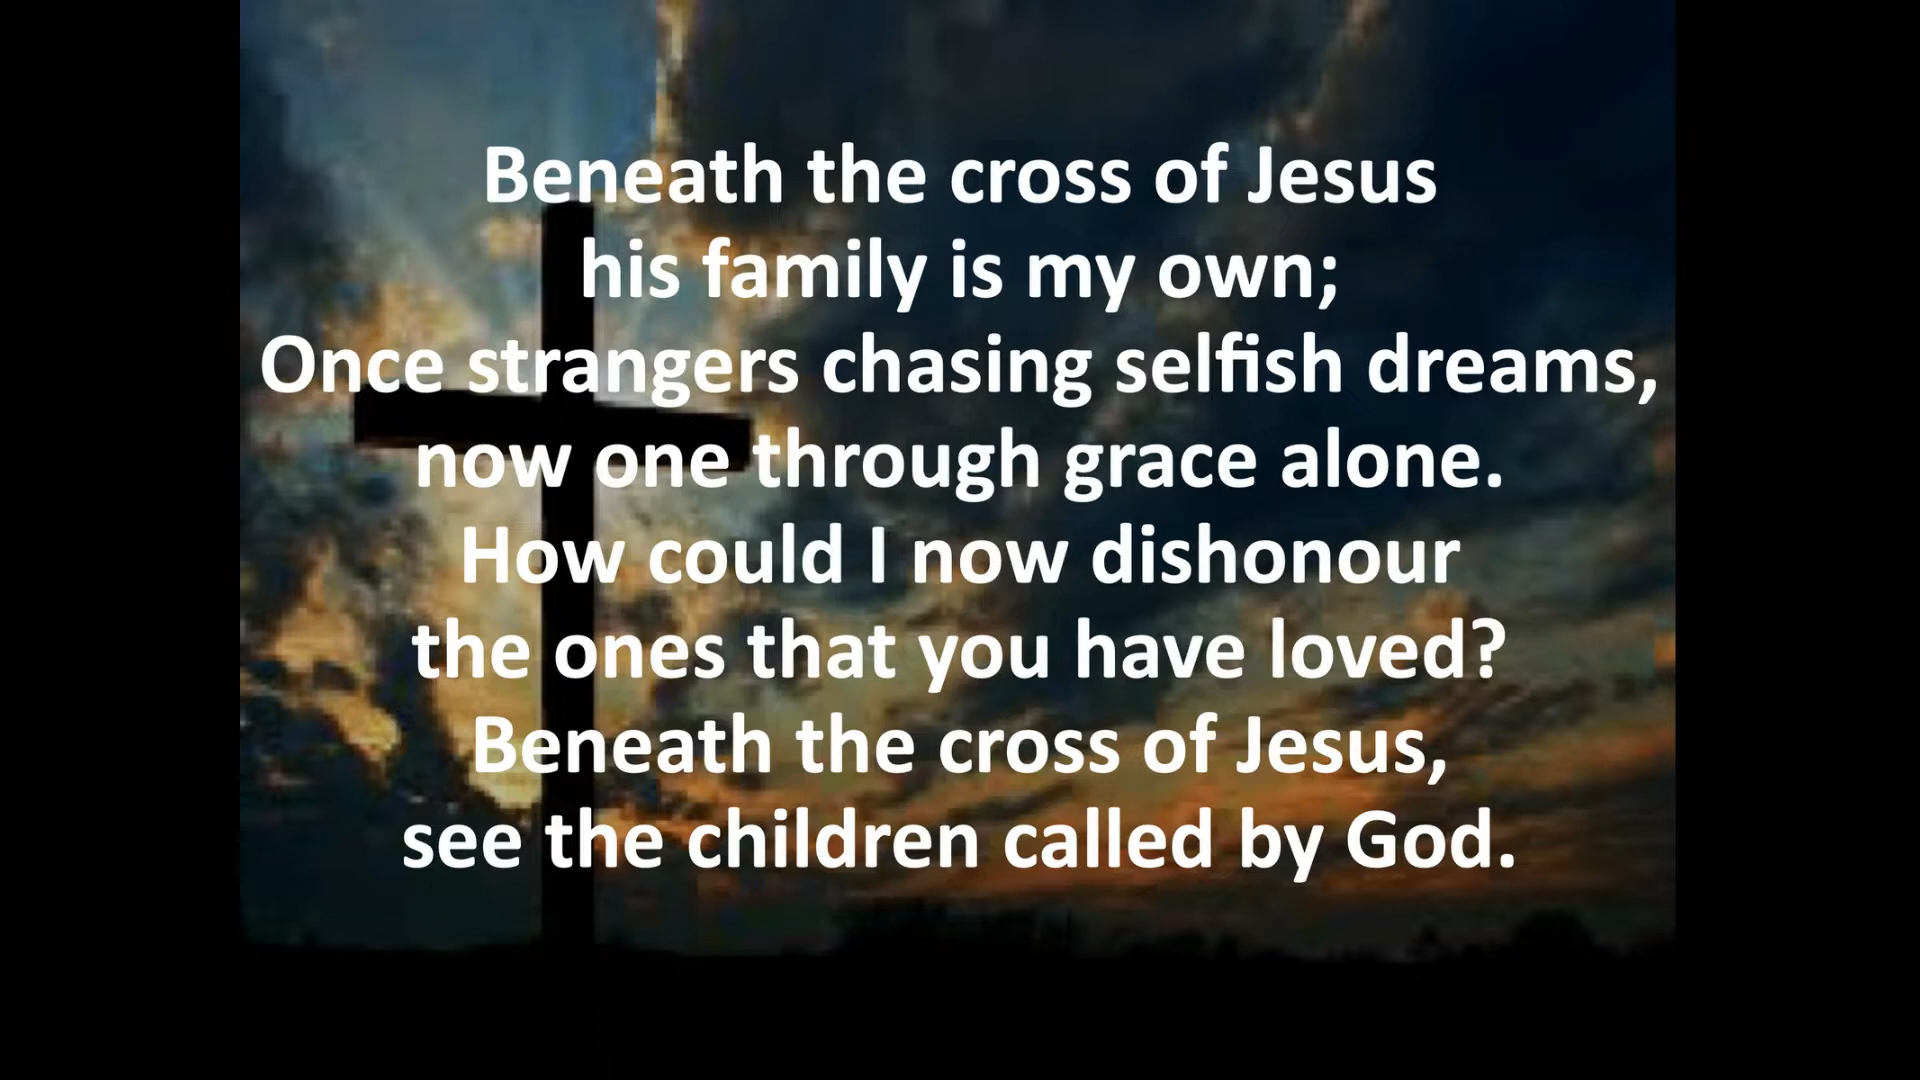 Beneath the cross of Jesus
his family is my own;
Once strangers chasing selfish dreams,
now one through grace alone.
How could I now dishonour
the ones that you have loved?
Beneath the cross of Jesus,
see the children called by God.